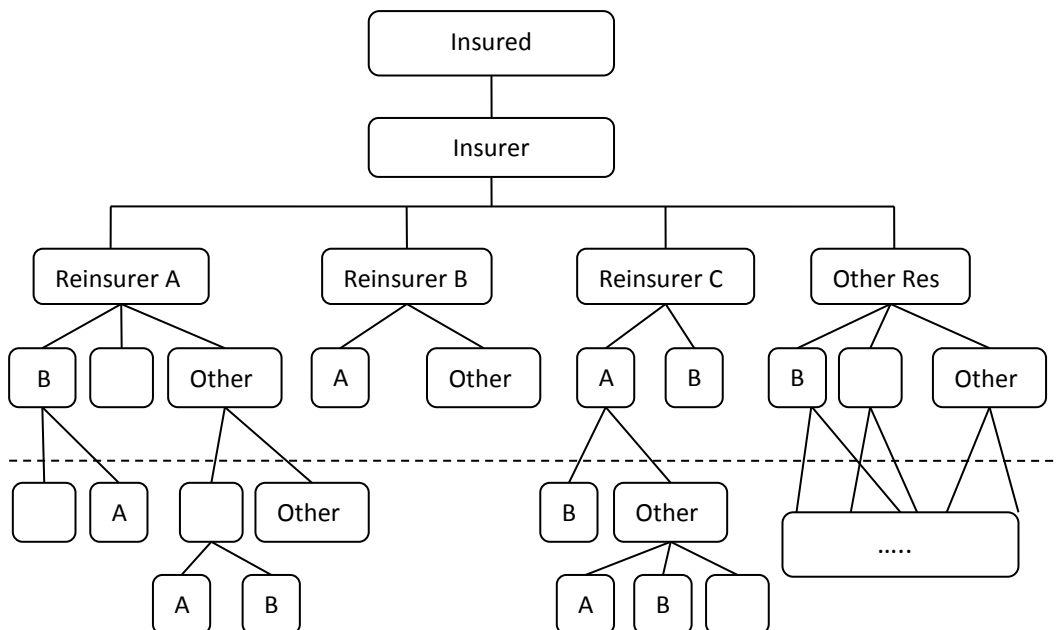 Insured
Insurer
Reinsurer A
Reinsurer B
Reinsurer C
Other Res
B
Other
A
Other
A
B
B
Other
A
Other
B
Other
.....
A
B
A
B